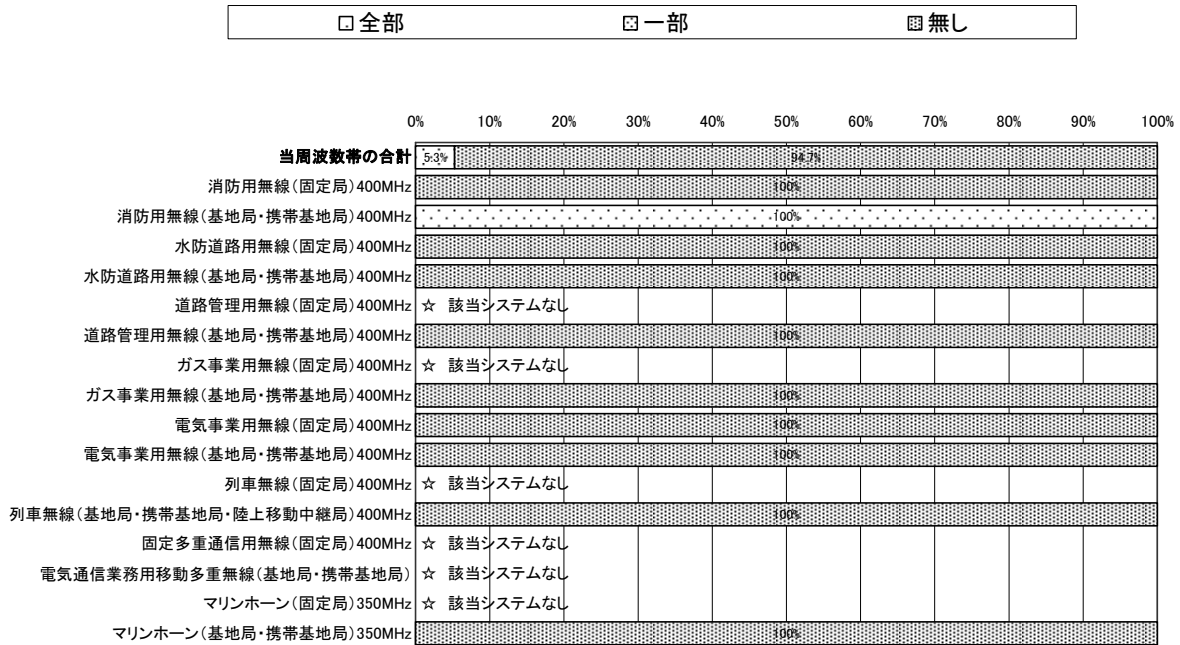 全部 一部 無し
0% 10% 20% 30% 40% 50% 60% 70% 80% 90% 100%
当周波数帯の合計 5.3% 94.7%
消防用無線(固定局)400MHz 100%
消防用無線(基地局・携帯基地局)400MHz 100%
水防道路用無線(固定局)400MHz 100%
水防道路用無線(基地局・携帯基地局)400MHz 100%
道路管理用無線(固定局)400MHz ☆ 該当システムなし
道路管理用無線(基地局・携帯基地局)400MHz 100%
ガス事業用無線(固定局)400MHz ☆ 該当システムなし
ガス事業用無線(基地局・携帯基地局)400MHz 100%
電気事業用無線(固定局)400MHz 100%
電気事業用無線(基地局・携帯基地局)400MHz 100%
列車無線(固定局)400MHz ☆ 該当システムなし
列車無線(基地局・携帯基地局・陸上移動中継局)400MHz 100%
固定多重通信用無線(固定局)400MHz ☆ 該当システムなし
電気通信業務用移動多重無線(基地局・携帯基地局) ☆ 該当システムなし
マリンホーン(固定局)350MHz ☆ 該当システムなし
マリンホーン(基地局・携帯基地局)350MHz 100%